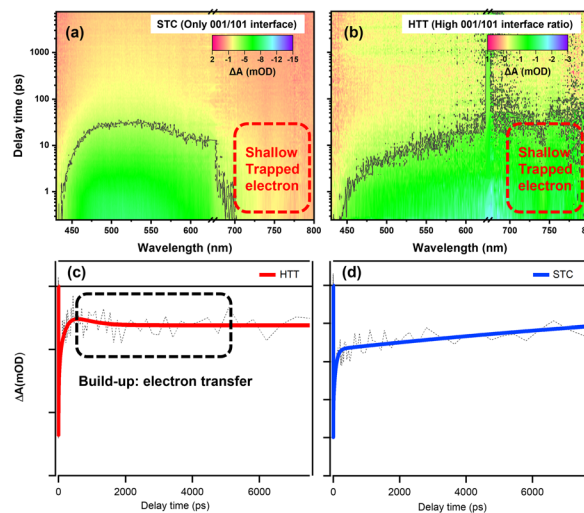 (a)
STC (Only 001/101 interface)
2 -1 -5 -8 -12 -15
ΔA (mOD)
Shallow
Trapped
electron
1000
100
10
1
Delay time (ps)
450 500 550 600 700 750 800
Wavelength (nm)
(b)
HTT (High 001/101 interface ratio)
1 0 -1 -2 -3
ΔA (mOD)
Shallow
Trapped
electron
450 500 550 600 650 700 750
Wavelength (nm)
(c)
HTT
Build-up: electron transfer
ΔA(mOD)
0 2000 4000 6000
Delay time (ps)
(d)
STC
0 2000 4000 6000
Delay time (ps)